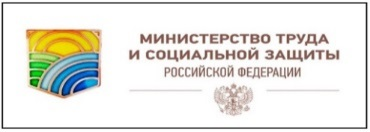 МИНИСТЕРСТВО ТРУДА
И СОЦИАЛЬНОЙ ЗАЩИТЫ
РОССИЙСКОЙ ФЕДЕРАЦИИ